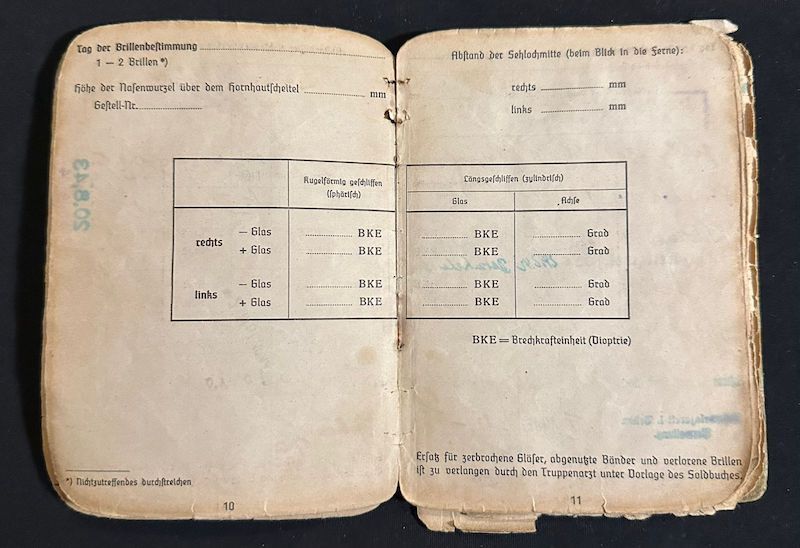 Tag der Brillenbestimmung
1 — 2 Brillen *)
Höhe der Nasenwurzel über dem Hornhautscheitel mm
Gestell-Nr.
20.8.43
Kugelförmig geschliffen
(sphärisch)
rechts
— Glas BKE
+ Glas BKE
links
— Glas BKE
+ Glas BKE
*) Nichtzutreffendes durchstreichen
10
Abstand der Sehlochmitte (beim Blick in die Ferne):
rechts mm
links mm
Längsgeschliffen (zylindrisch)
Glas Achse
BKE Grad
BKE Grad
BKE Grad
BKE Grad
BKE = Brechkrafteinheit (Dioptrie)
Ersatz für zerbrochene Gläser, abgenutzte Bänder und verlorene Brillen
ist zu verlangen durch den Truppenarzt unter Vorlage des Soldbuches.
11